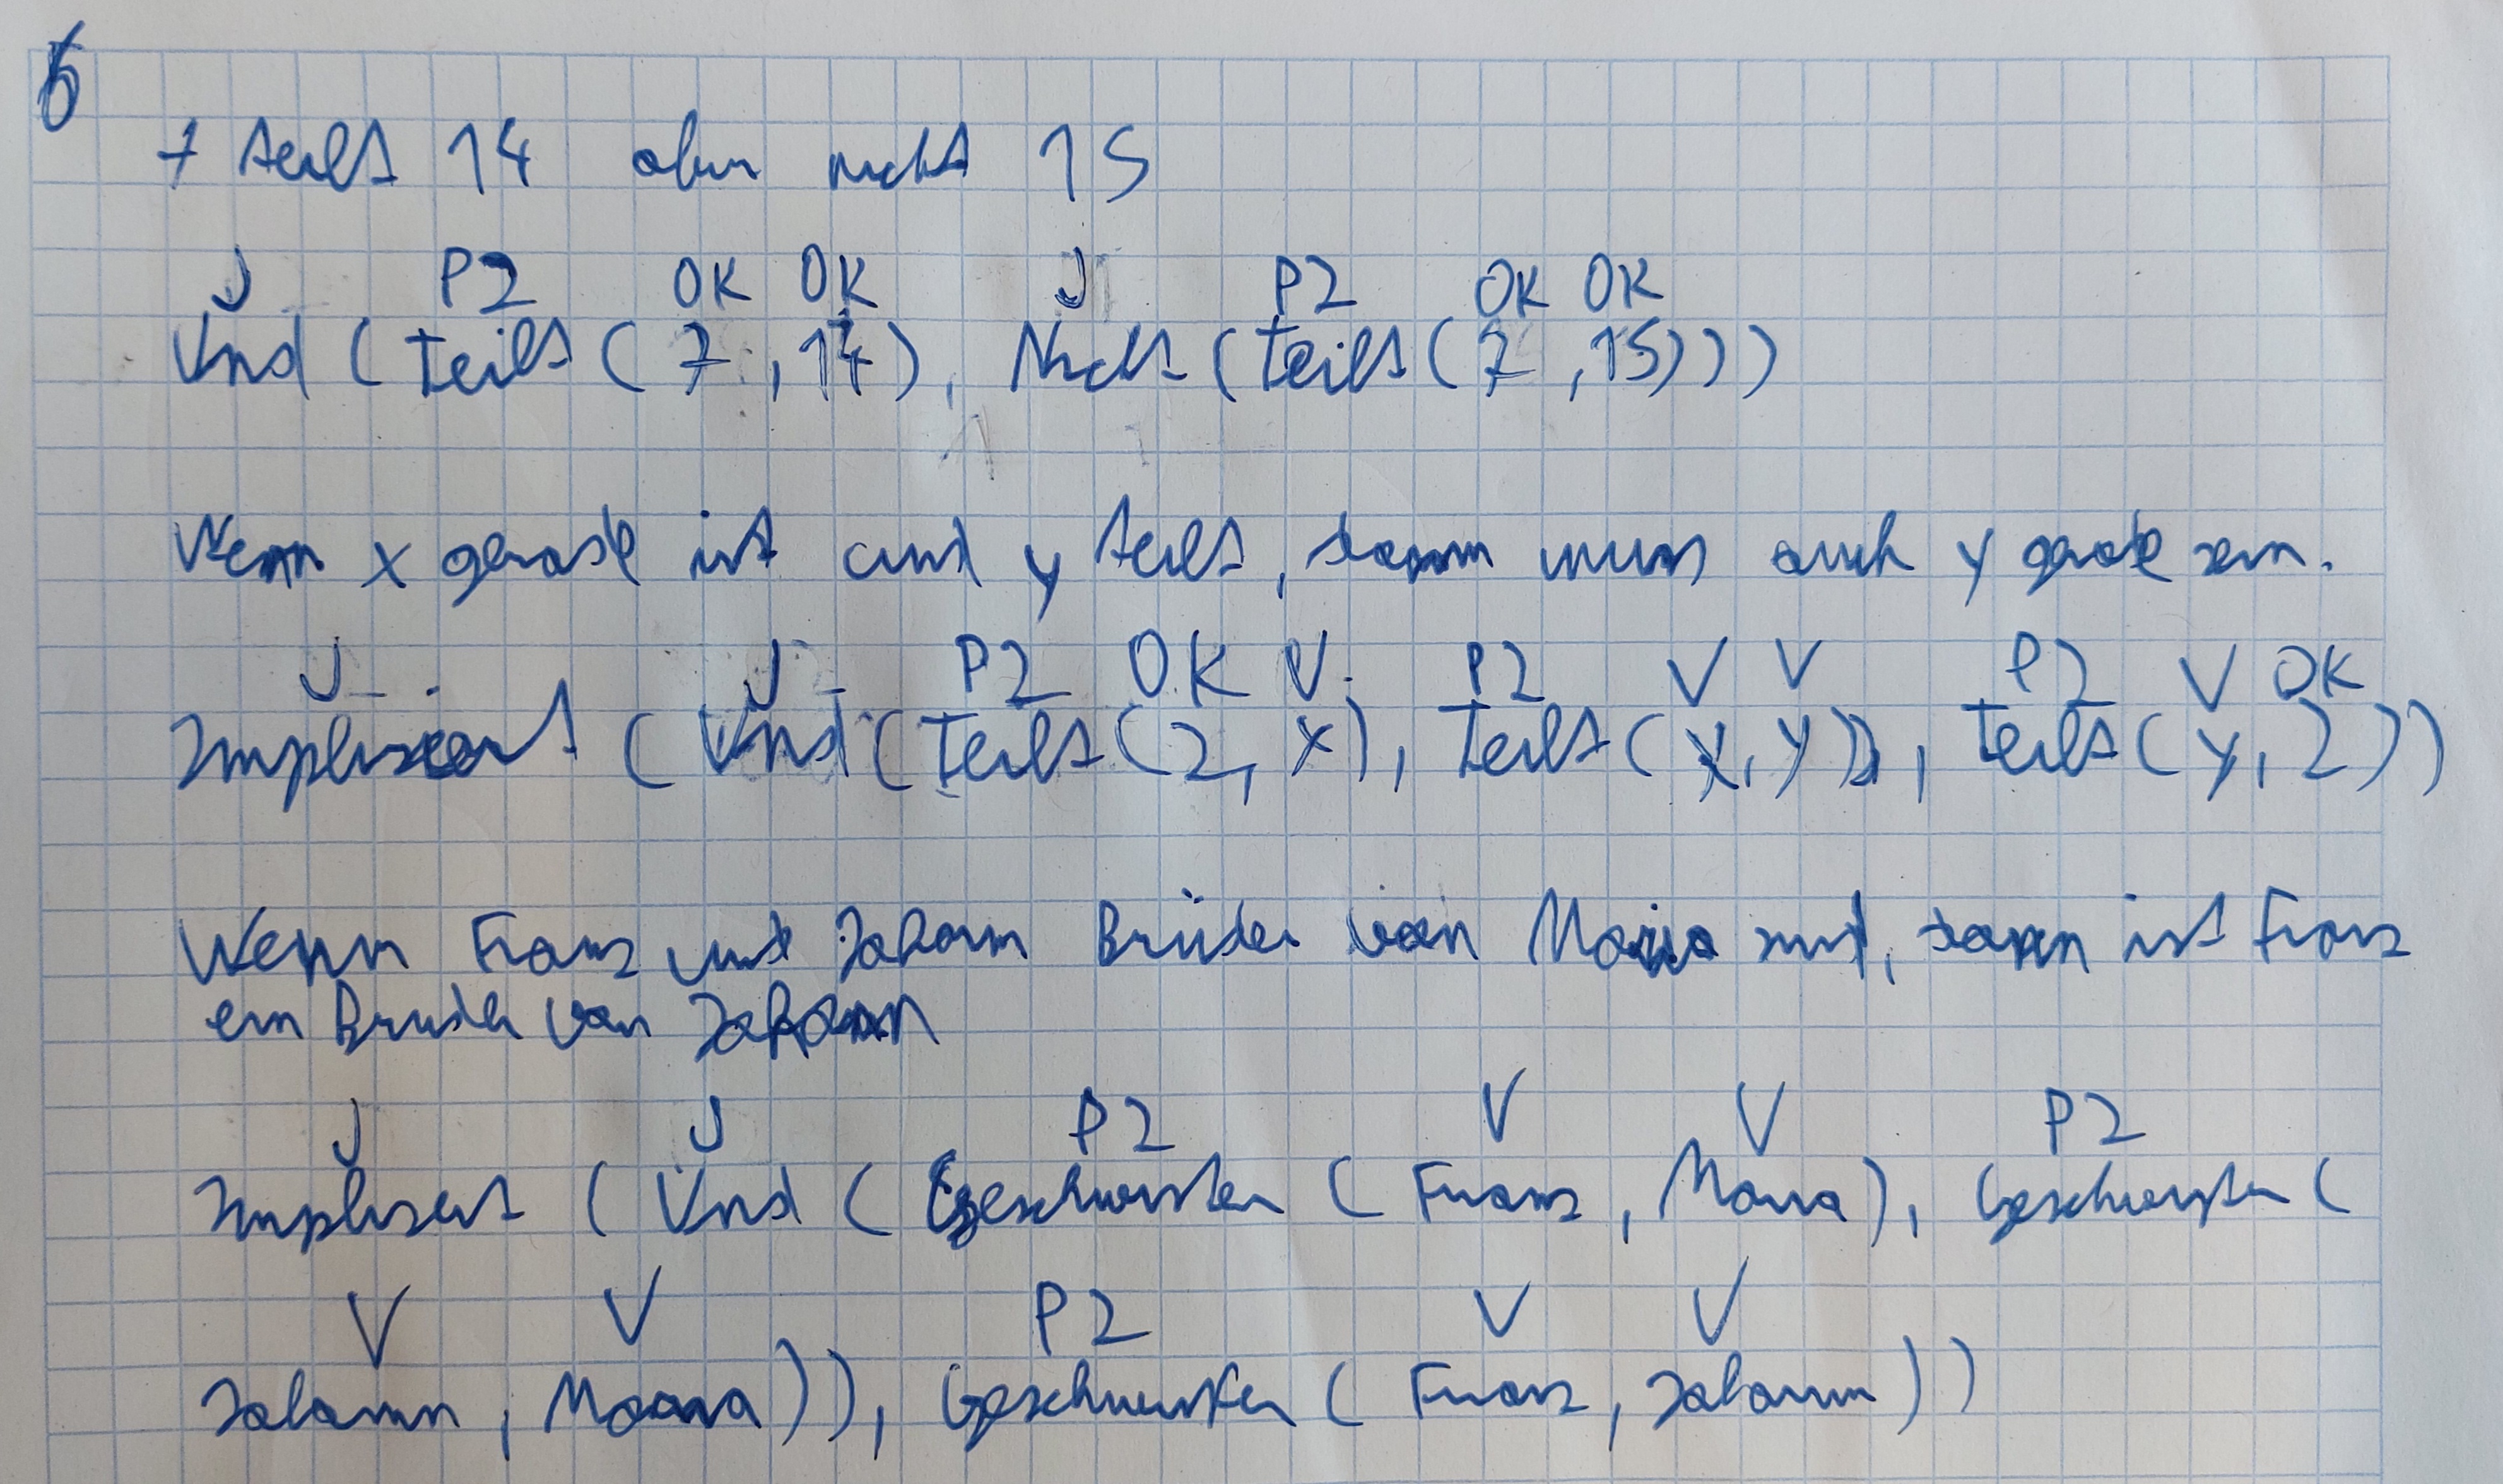 6
7 teilt 14 aber nicht 15
J P2 OK OK J P2 OK OK
Und ( teilt ( 7 , 14 ) , Nicht ( teilt ( 7 , 15 ) ) )
Wenn x gerade ist und y teilt, dann muss auch y gerade sein.
J J P2 OK V P2 V V P2 V OK
Impliziert ( Und ( teilt ( 2, x ) , teilt ( x, y ) ) , teilt ( y, 2 ) )
Wenn Franz und Johann Brüder von Maria sind, dann ist Franz
ein Bruder von Johann
J J P2 V V P2
Impliziert ( Und ( Geschwister ( Franz , Maria ) , Geschwister (
V V P2 V V
Johann , Maria ) ) , Geschwister ( Franz , Johann ) )